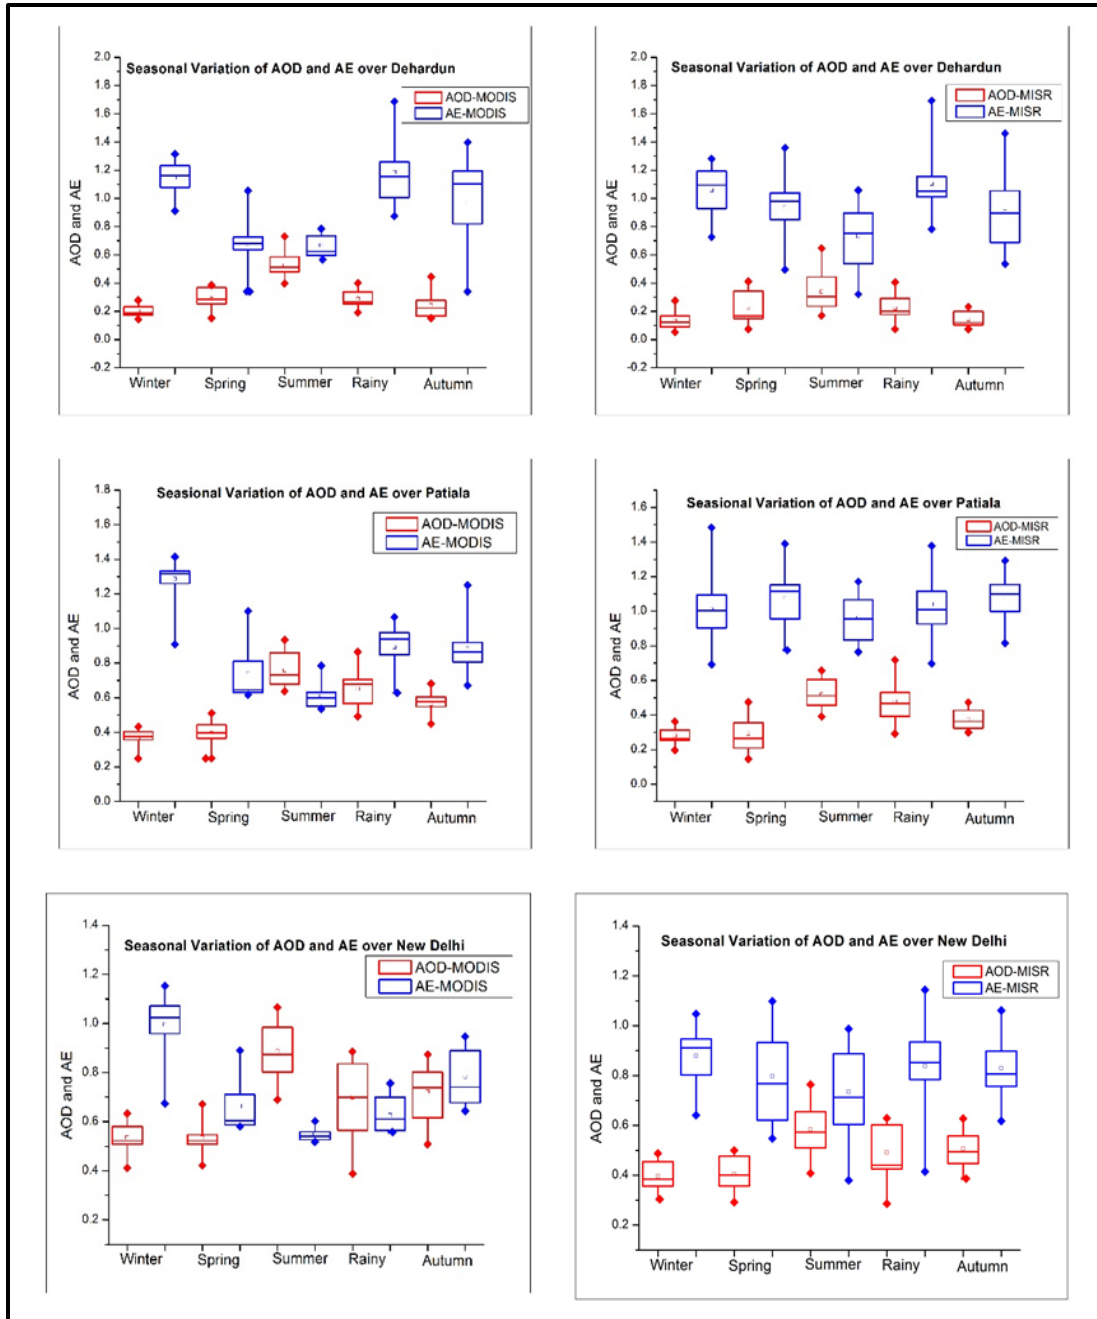 Seasonal Variation of AOD and AE over Dehardun
AOD-MODIS
AE-MODIS
AOD and AE
2.0
1.8
1.6
1.4
1.2
1.0
0.8
0.6
0.4
0.2
0.0
-0.2
Winter Spring Summer Rainy Autumn
Seasonal Variation of AOD and AE over Dehardun
AOD-MISR
AE-MISR
AOD and AE
2.0
1.8
1.6
1.4
1.2
1.0
0.8
0.6
0.4
0.2
0.0
-0.2
Winter Spring Summer Rainy Autumn
Seasional Variation of AOD and AE over Patiala
AOD-MODIS
AE-MODIS
AOD and AE
1.8
1.6
1.4
1.2
1.0
0.8
0.6
0.4
0.2
0.0
Winter Spring Summer Rainy Autumn
Seasonal Variation of AOD and AE over Patiala
AOD-MISR
AE-MISR
AOD and AE
1.6
1.4
1.2
1.0
0.8
0.6
0.4
0.2
0.0
Winter Spring Summer Rainy Autumn
Seasonal Variation of AOD and AE over New Delhi
AOD-MODIS
AE-MODIS
AOD and AE
1.4
1.2
1.0
0.8
0.6
0.4
0.2
Winter Spring Summer Rainy Autumn
Seasonal Variation of AOD and AE over New Delhi
AOD-MISR
AE-MISR
AOD and AE
1.4
1.2
1.0
0.8
0.6
0.4
0.2
Winter Spring Summer Rainy Autumn